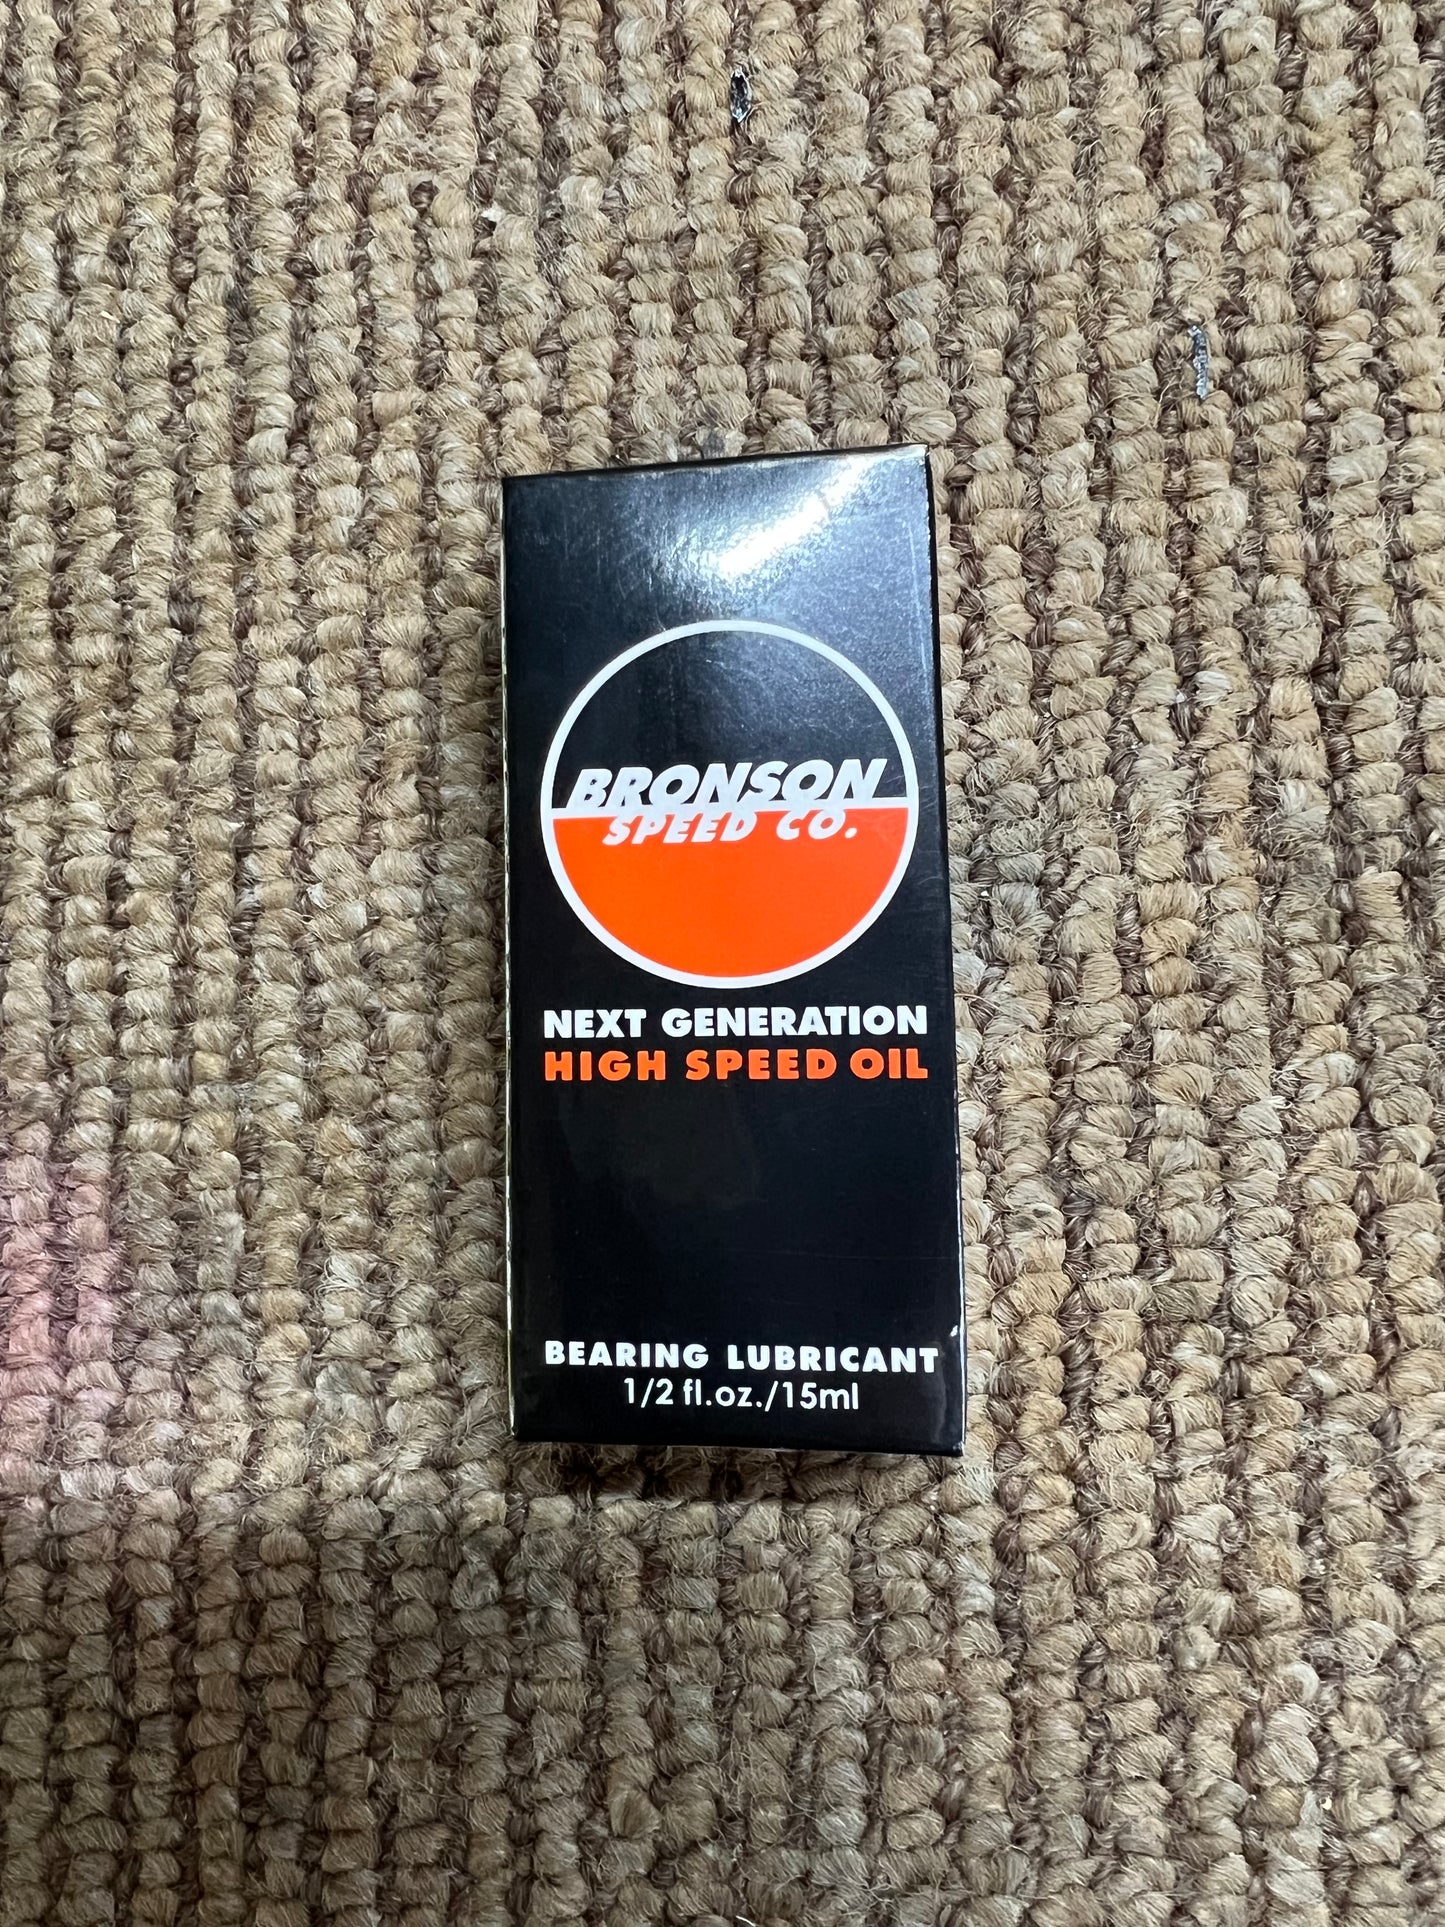 BRONSON
SPEED CO.
NEXT GENERATION
HIGH SPEED OIL
BEARING LUBRICANT
1/2 fl.oz./15ml